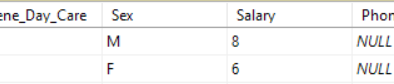 ene_Day_Care Sex Salary Phon
M 8 NULL
F 6 NULL